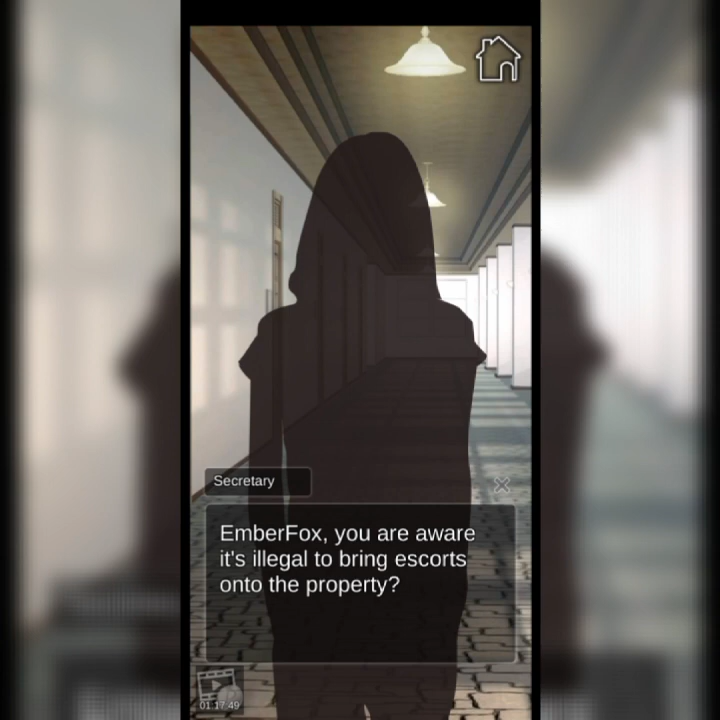 Secretary
EmberFox, you are aware
it's illegal to bring escorts
onto the property?
01:17:49